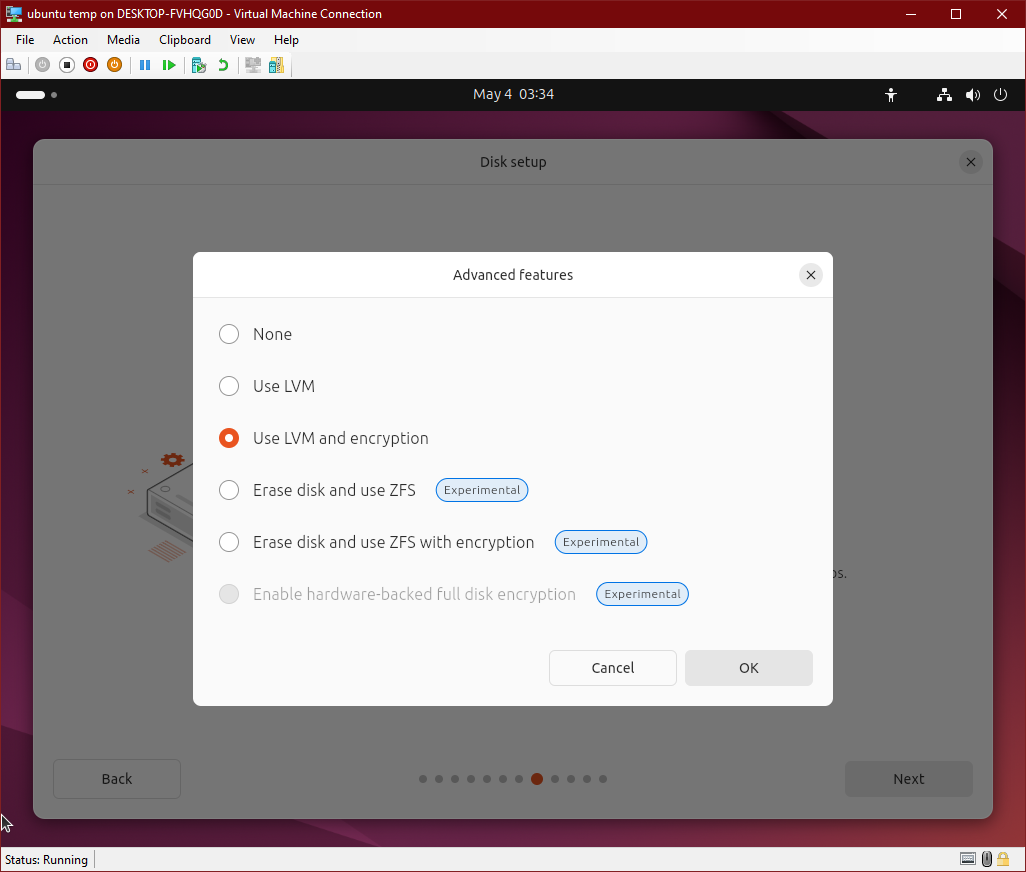 ubuntu temp on DESKTOP-FVHQG0D - Virtual Machine Connection
File Action Media Clipboard View Help
May 4 03:34
Disk setup
Advanced features
None
Use LVM
Use LVM and encryption
Erase disk and use ZFS Experimental
Erase disk and use ZFS with encryption Experimental
Enable hardware-backed full disk encryption Experimental
Cancel OK
Back Next
Status: Running